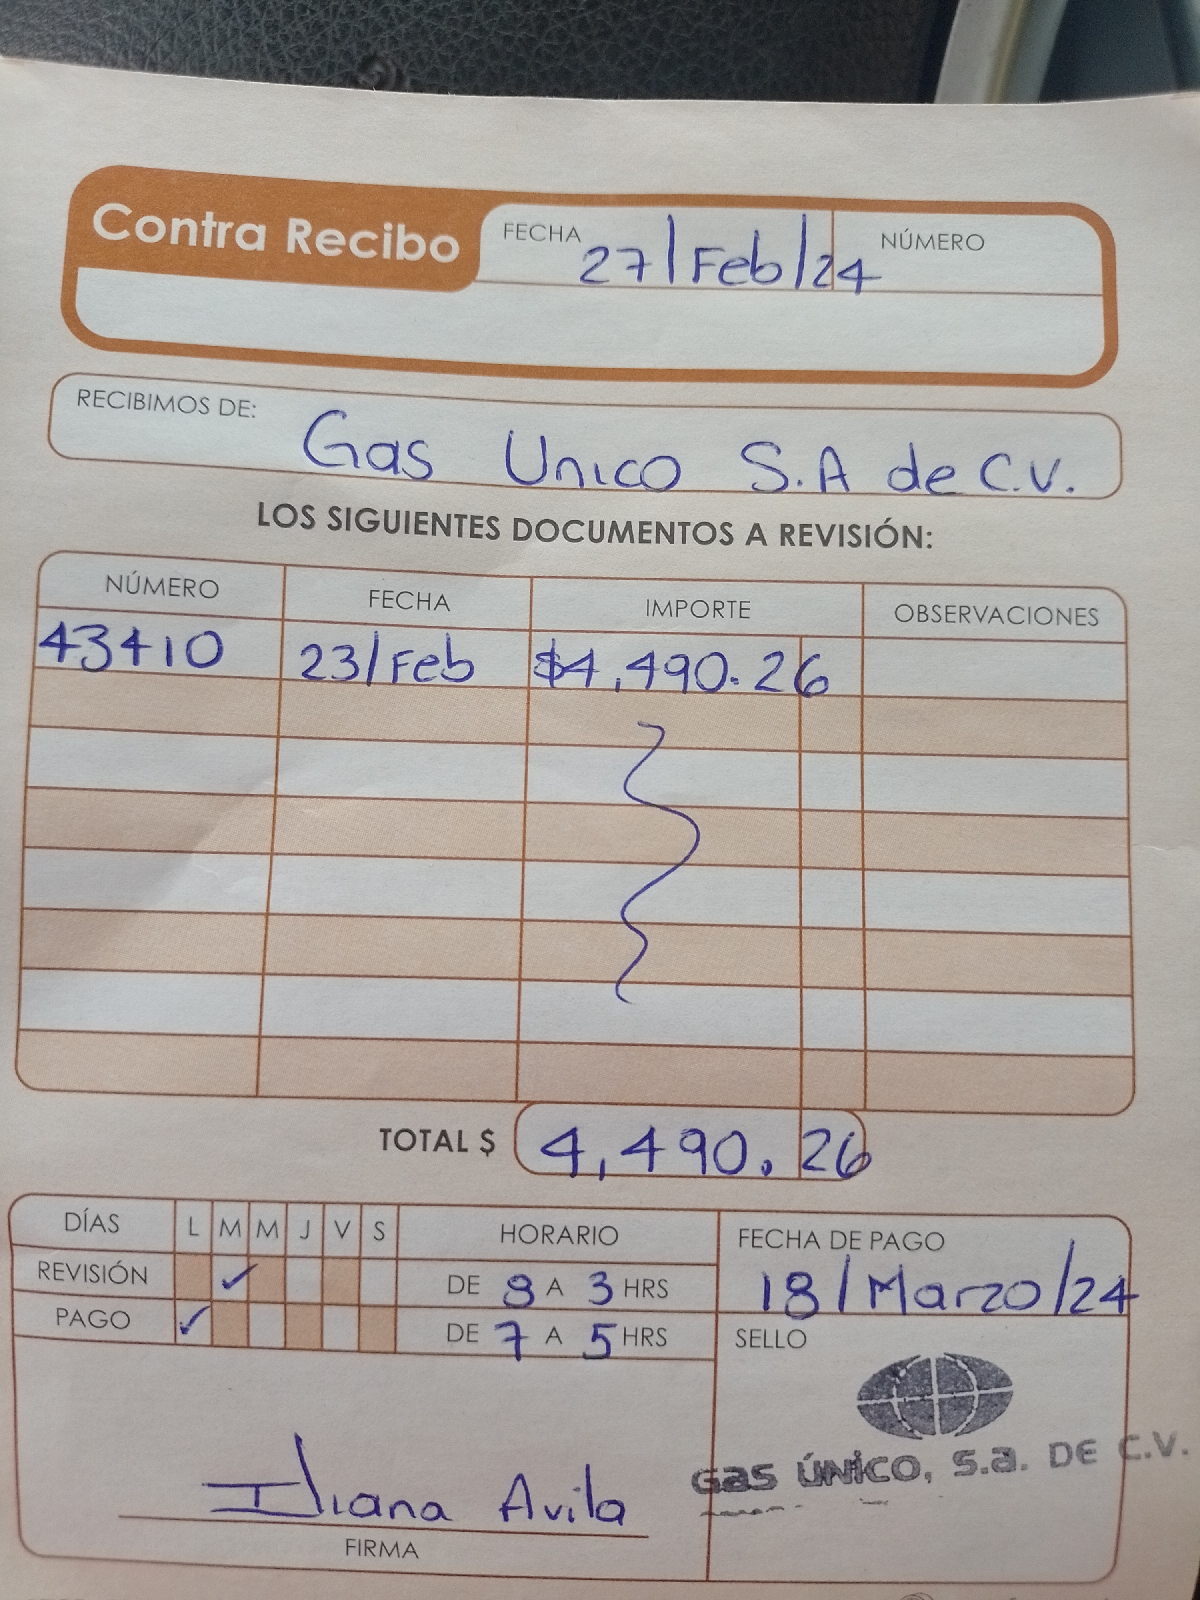 Contra Recibo
FECHA 27/Feb/24 NÚMERO
RECIBIMOS DE: Gas Unico S.A de C.V.
LOS SIGUIENTES DOCUMENTOS A REVISIÓN:
NÚMERO FECHA IMPORTE OBSERVACIONES
43410 23/Feb $4,490.26
TOTAL $ 4,490.26
DÍAS L M M J V S HORARIO FECHA DE PAGO
REVISIÓN ✓ DE 8 A 3 HRS 18/Marzo/24
PAGO ✓ DE 7 A 5 HRS SELLO
Gas ÚNICO, S.a. DE C.V.
Iliana Avila
FIRMA